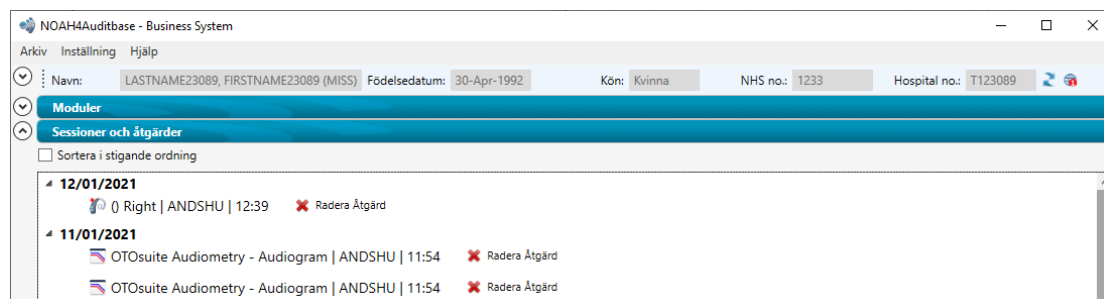 NOAH4Auditbase - Business System
Arkiv Inställning Hjälp
Navn: LASTNAME23089, FIRSTNAME23089 (MISS) Födelsedatum: 30-Apr-1992 Kön: Kvinna NHS no.: 1233 Hospital no.: T123089
Moduler
Sessioner och åtgärder
Sortera i stigande ordning
12/01/2021
() Right | ANDSHU | 12:39 Radera Åtgärd
11/01/2021
OTOsuite Audiometry - Audiogram | ANDSHU | 11:54 Radera Åtgärd
OTOsuite Audiometry - Audiogram | ANDSHU | 11:54 Radera Åtgärd